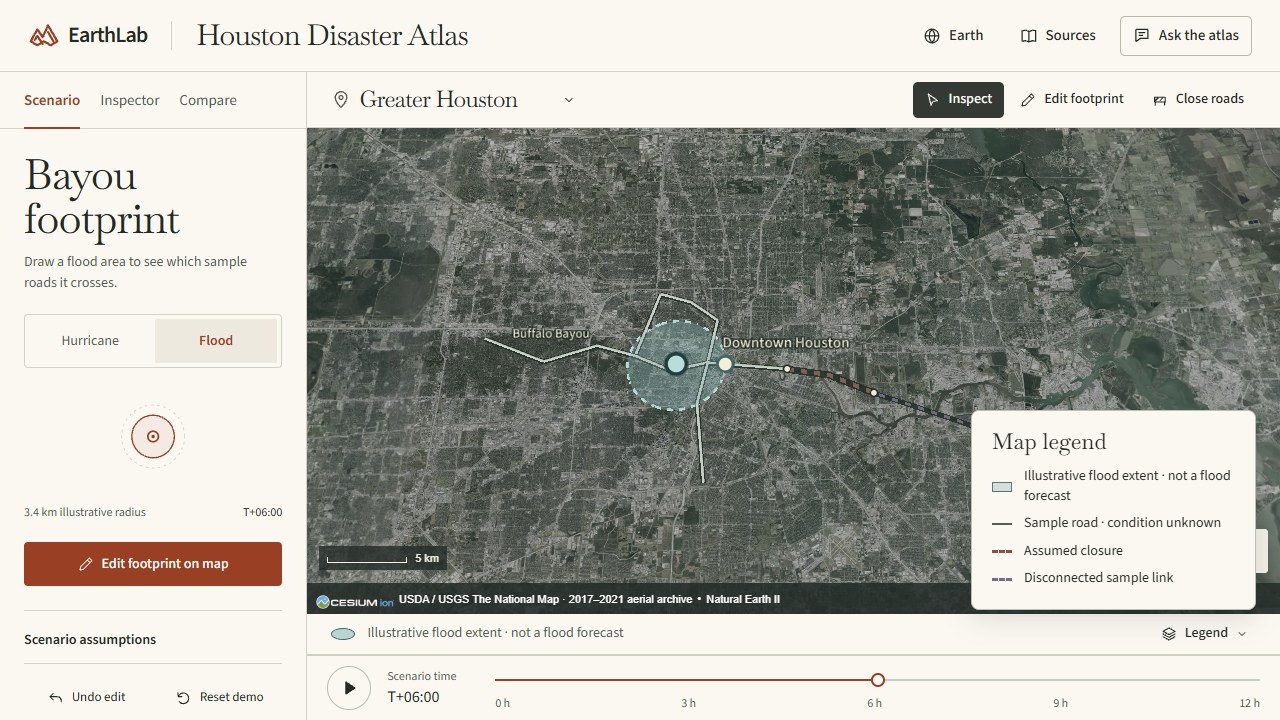 EarthLab
Houston Disaster Atlas
Earth
Sources
Ask the atlas
Scenario
Inspector
Compare
Greater Houston
Inspect
Edit footprint
Close roads
Bayou
footprint
Draw a flood area to see which sample
roads it crosses.
Hurricane
Flood
3.4 km illustrative radius
T+06:00
Edit footprint on map
Scenario assumptions
Undo edit
Reset demo
Buffalo Bayou
Downtown Houston
Map legend
Illustrative flood extent · not a flood
forecast
Sample road · condition unknown
Assumed closure
Disconnected sample link
5 km
CESIUM ion
USDA / USGS The National Map · 2017–2021 aerial archive • Natural Earth II
Illustrative flood extent · not a flood forecast
Legend
Scenario time
T+06:00
0 h
3 h
6 h
9 h
12 h